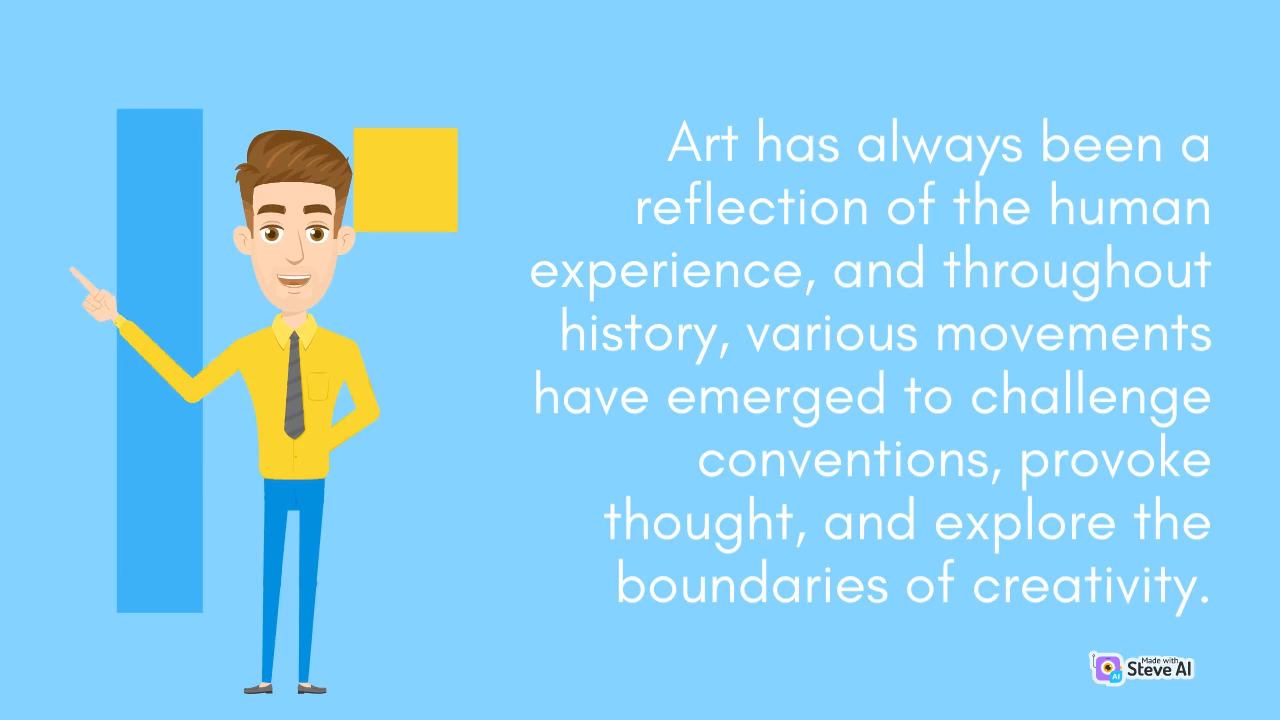 Art has always been a
reflection of the human
experience, and throughout
history, various movements
have emerged to challenge
conventions, provoke
thought, and explore the
boundaries of creativity.
Made with
Steve AI
AI